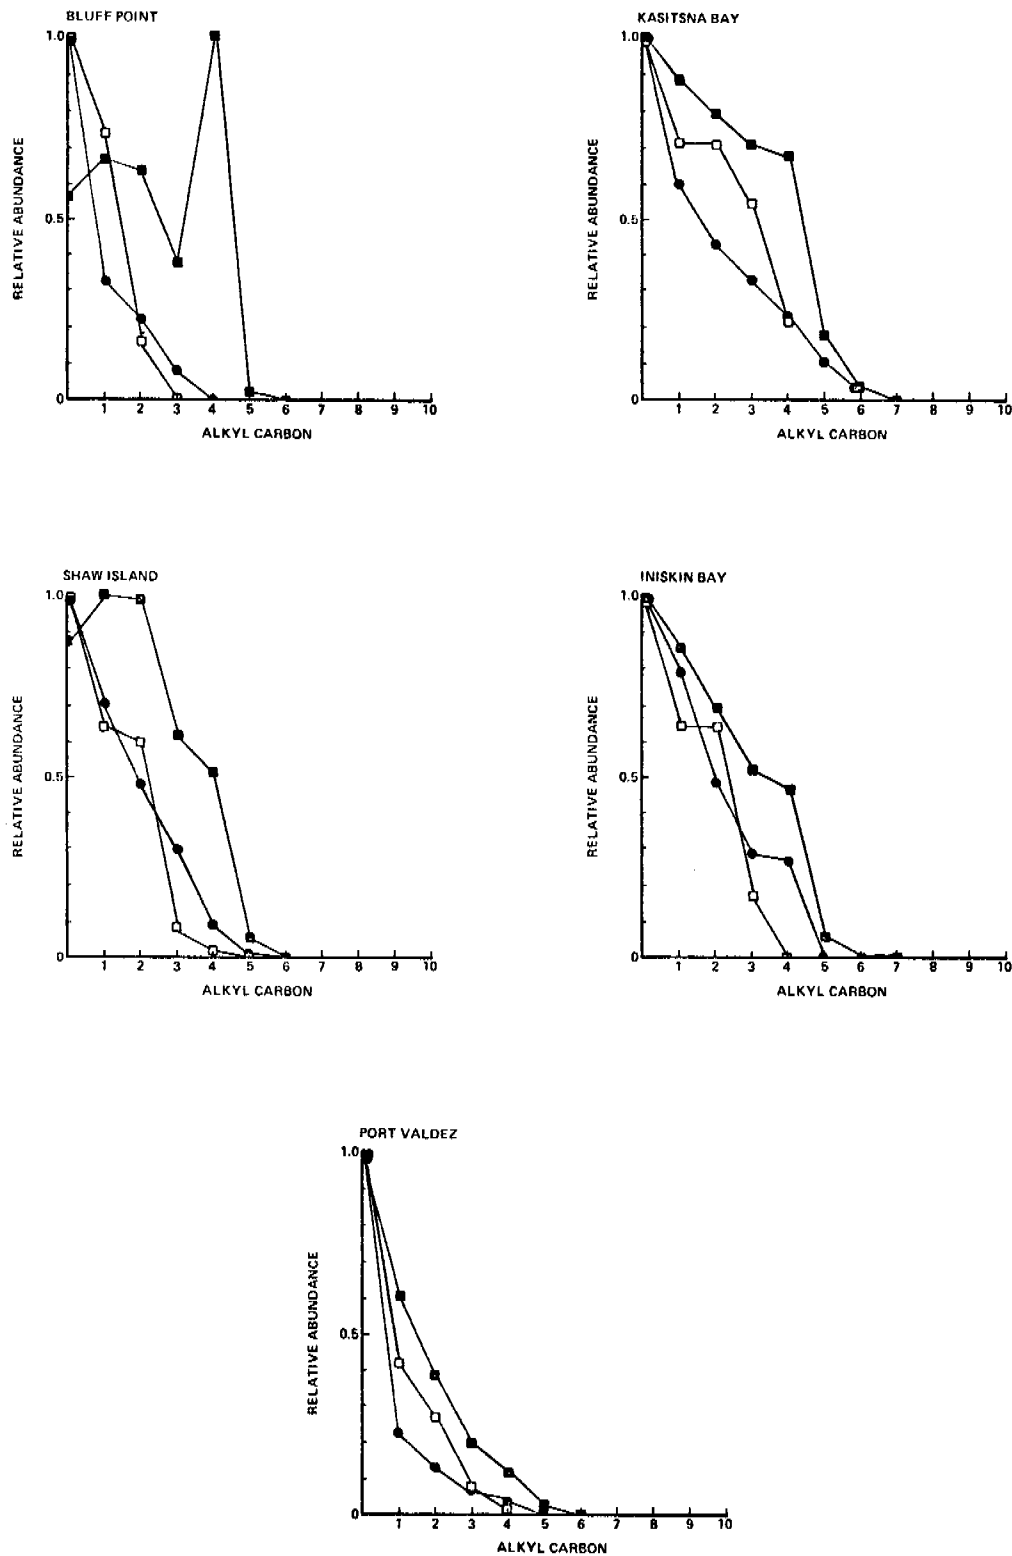 BLUFF POINT
1.0
0.5
0
RELATIVE ABUNDANCE
1 2 3 4 5 6 7 8 9 10
ALKYL CARBON
KASITSNA BAY
1.0
0.5
0
RELATIVE ABUNDANCE
1 2 3 4 5 6 7 8 9 10
ALKYL CARBON
SHAW ISLAND
1.0
0.5
0
RELATIVE ABUNDANCE
1 2 3 4 5 6 7 8 9 10
ALKYL CARBON
INISKIN BAY
1.0
0.5
0
RELATIVE ABUNDANCE
1 2 3 4 5 6 7 8 9 10
ALKYL CARBON
PORT VALDEZ
1.0
0.5
0
RELATIVE ABUNDANCE
1 2 3 4 5 6 7 8 9 10
ALKYL CARBON